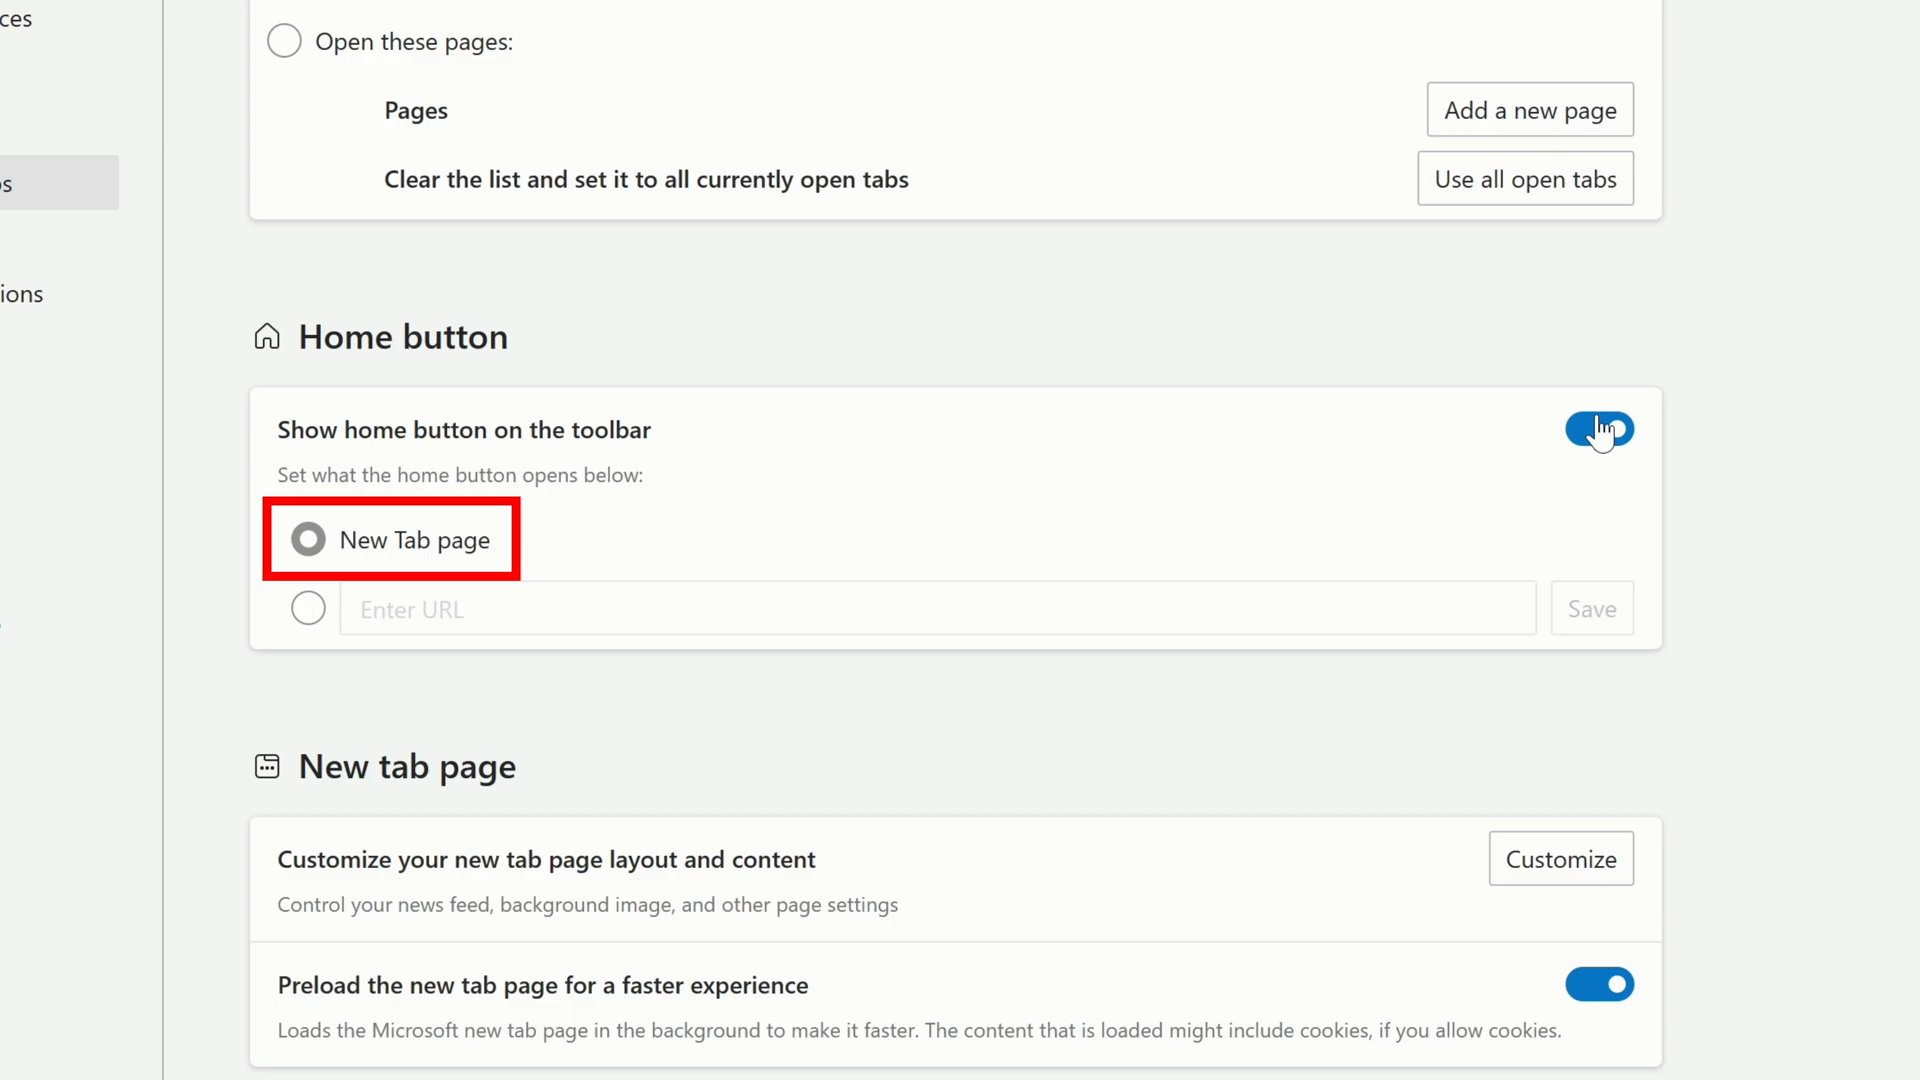 ces
Open these pages:
Pages
Add a new page
Clear the list and set it to all currently open tabs
Use all open tabs
s
ions
Home button
Show home button on the toolbar
Set what the home button opens below:
New Tab page
Enter URL
Save
New tab page
Customize your new tab page layout and content
Customize
Control your news feed, background image, and other page settings
Preload the new tab page for a faster experience
Loads the Microsoft new tab page in the background to make it faster. The content that is loaded might include cookies, if you allow cookies.